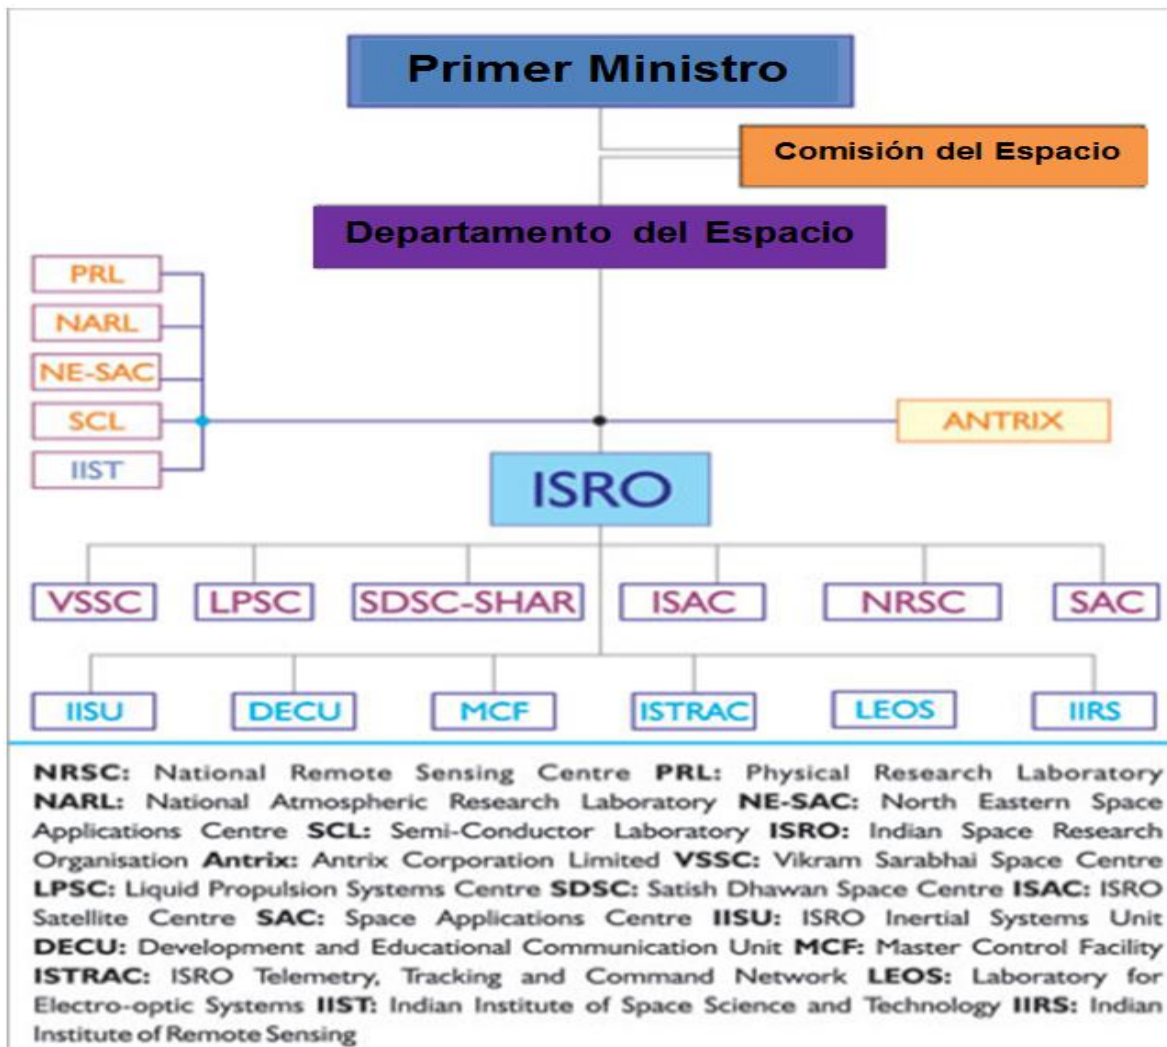 Primer Ministro
Comisión del Espacio
Departamento del Espacio
PRL
NARL
NE-SAC
SCL
IIST
ANTRIX
ISRO
VSSC LPSC SDSC-SHAR ISAC NRSC SAC
IISU DECU MCF ISTRAC LEOS IIRS
NRSC: National Remote Sensing Centre PRL: Physical Research Laboratory
NARL: National Atmospheric Research Laboratory NE-SAC: North Eastern Space
Applications Centre SCL: Semi-Conductor Laboratory ISRO: Indian Space Research
Organisation Antrix: Antrix Corporation Limited VSSC: Vikram Sarabhai Space Centre
LPSC: Liquid Propulsion Systems Centre SDSC: Satish Dhawan Space Centre ISAC: ISRO
Satellite Centre SAC: Space Applications Centre IISU: ISRO Inertial Systems Unit
DECU: Development and Educational Communication Unit MCF: Master Control Facility
ISTRAC: ISRO Telemetry, Tracking and Command Network LEOS: Laboratory for
Electro-optic Systems IIST: Indian Institute of Space Science and Technology IIRS: Indian
Institute of Remote Sensing